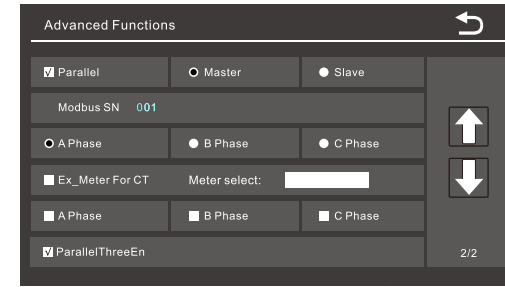 Advanced Functions
Parallel Master Slave
Modbus SN 001
A Phase B Phase C Phase
Ex_Meter For CT Meter select:
A Phase B Phase C Phase
ParallelThreeEn
2/2